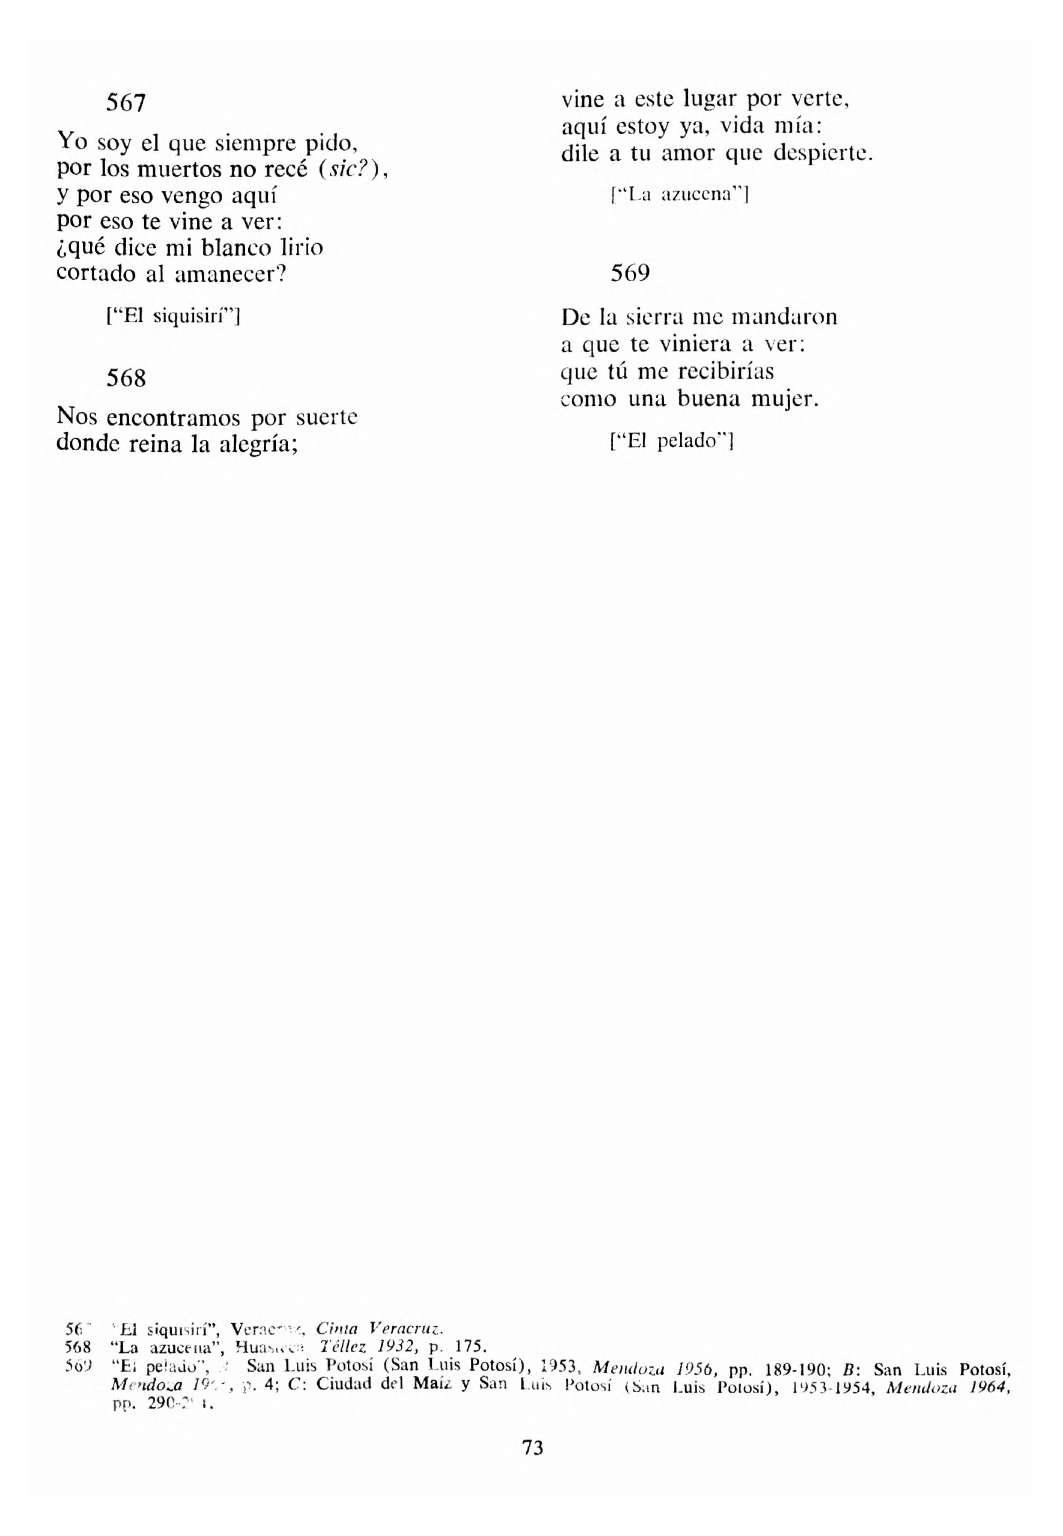 567
Yo soy el que siempre pido,
por los muertos no recé (sic?),
y por eso vengo aquí
por eso te vine a ver:
¿qué dice mi blanco lirio
cortado al amanecer?
["El siquisirí"]
568
Nos encontramos por suerte
donde reina la alegría;
vine a este lugar por verte,
aquí estoy ya, vida mía:
dile a tu amor que despierte.
["La azucena"]
569
De la sierra me mandaron
a que te viniera a ver:
que tú me recibirías
como una buena mujer.
["El pelado"]
"El siquisirí", Cinta Veracruz.
568 "La azucena", Téllez 1932, p. 175.
569 "El pelado", San Luis Potosí (San Luis Potosí), 1953, Mendoza 1956, pp. 189-190; B: San Luis Potosí,
Mendoza p. 4; C: Ciudad del Maíz y San Luis Potosí (San Luis Potosí), 1953-1954, Mendoza 1964,
pp.
73